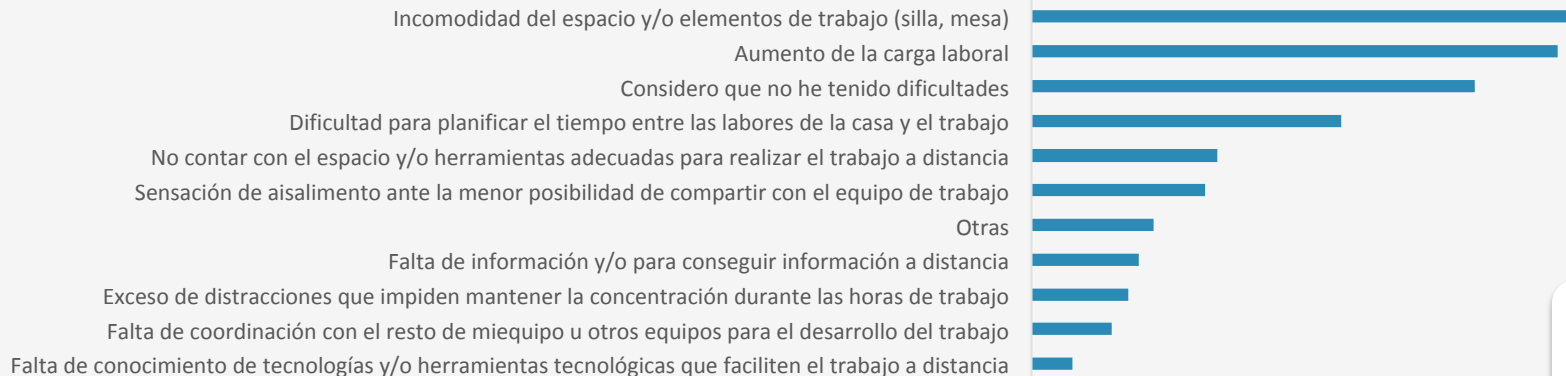 Incomodidad del espacio y/o elementos de trabajo (silla, mesa)
Aumento de la carga laboral
Considero que no he tenido dificultades
Dificultad para planificar el tiempo entre las labores de la casa y el trabajo
No contar con el espacio y/o herramientas adecuadas para realizar el trabajo a distancia
Sensación de aisalimento ante la menor posibilidad de compartir con el equipo de trabajo
Otras
Falta de información y/o para conseguir información a distancia
Exceso de distracciones que impiden mantener la concentración durante las horas de trabajo
Falta de coordinación con el resto de miequipo u otros equipos para el desarrollo del trabajo
Falta de conocimiento de tecnologías y/o herramientas tecnológicas que faciliten el trabajo a distancia